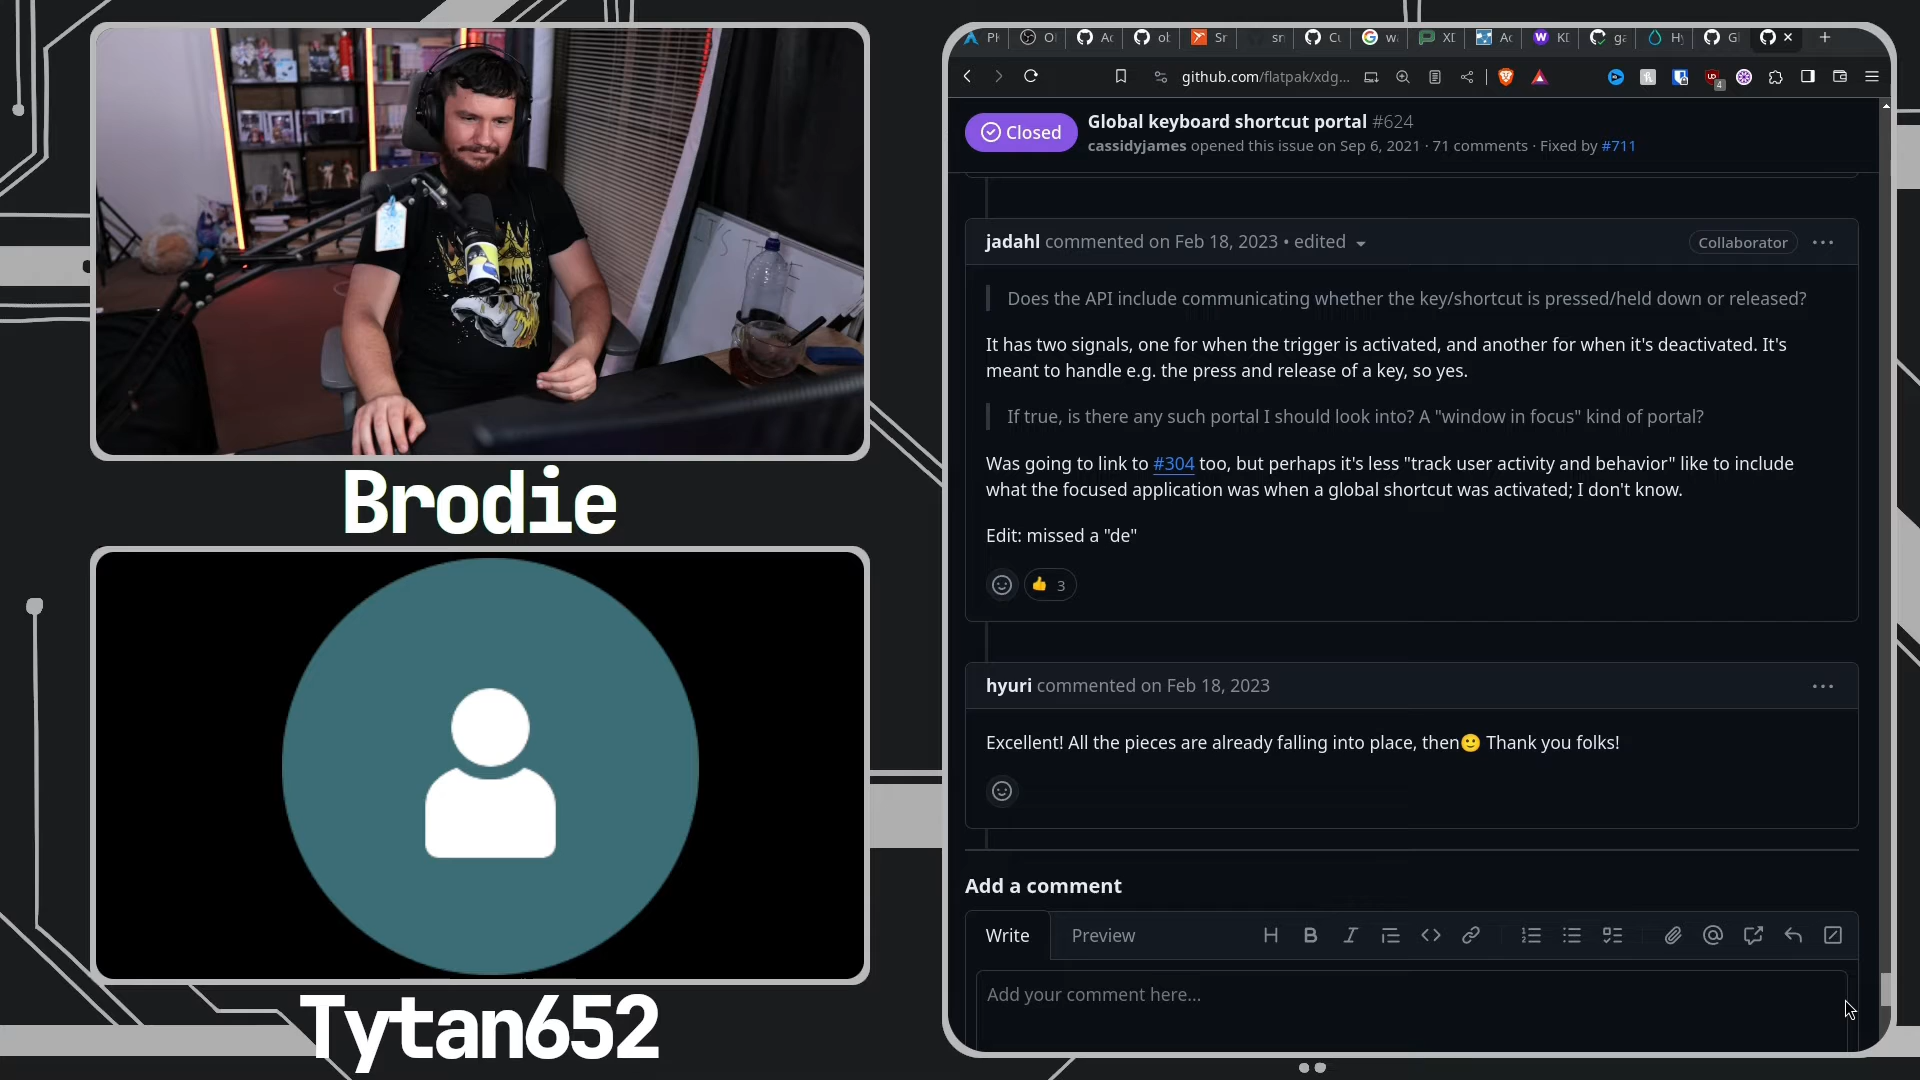 Brodie
Tytan652
github.com/flatpak/xdg...
Closed
Global keyboard shortcut portal #624
cassidyjames opened this issue on Sep 6, 2021 · 71 comments · Fixed by #711
jadahl commented on Feb 18, 2023 • edited
Collaborator
Does the API include communicating whether the key/shortcut is pressed/held down or released?
It has two signals, one for when the trigger is activated, and another for when it's deactivated. It's
meant to handle e.g. the press and release of a key, so yes.
If true, is there any such portal I should look into? A "window in focus" kind of portal?
Was going to link to #304 too, but perhaps it's less "track user activity and behavior" like to include
what the focused application was when a global shortcut was activated; I don't know.
Edit: missed a "de"
👍 3
hyuri commented on Feb 18, 2023
Excellent! All the pieces are already falling into place, then🙂 Thank you folks!
Add a comment
Write
Preview
Add your comment here...